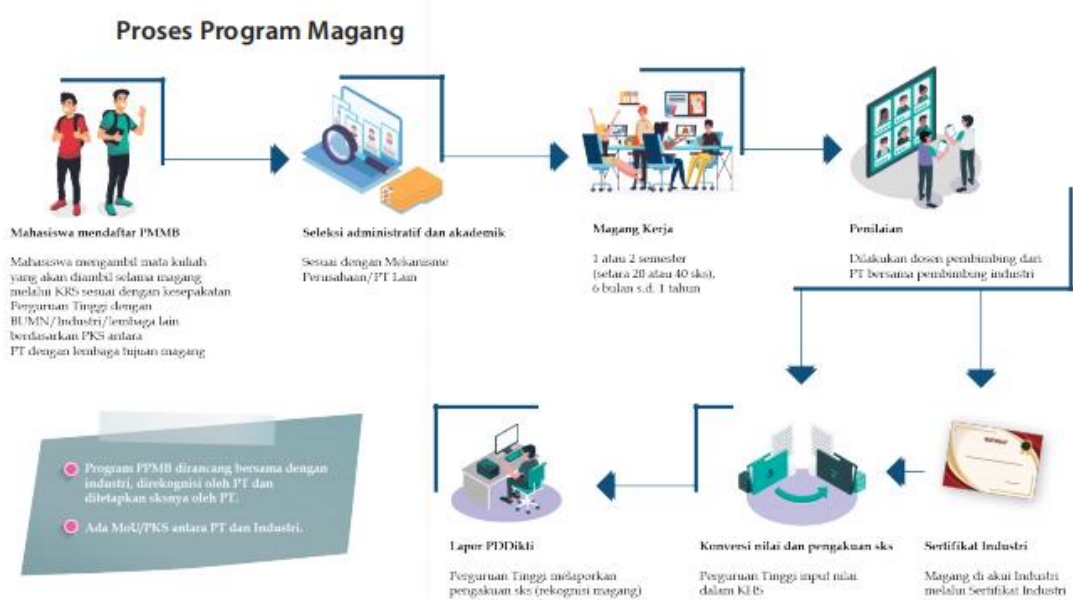 Proses Program Magang
Mahasiswa mendaftar PMMB
Mahasiswa mengambil mata kuliah
yang akan diambil selama magang
melalui KRS sesuai dengan kesepakatan
Perguruan Tinggi dengan
BUMN/Industri/lembaga lain
berdasarkan PKS antara
PT dengan lembaga tujuan magang
Seleksi administratif dan akademik
Sesuai dengan Mekanisme
Perusahaan/PT Lain
Magang Kerja
1 atau 2 semester
(setara 20 atau 40 sks),
6 bulan s.d. 1 tahun
Penilaian
Dilakukan dosen pembimbing dari
PT bersama pembimbing industri
Program PPMB dirancang bersama dengan
industri, direkognisi oleh PT dan
ditetapkan sksnya oleh PT.
Ada MoU/PKS antara PT dan Industri.
Lapor PDDikti
Perguruan Tinggi melaporkan
pengakuan sks (rekognisi magang)
Konversi nilai dan pengakuan sks
Perguruan Tinggi input nilai
dalam KHS
Sertifikat Industri
Magang di akui Industri
melalui Sertifikat Industri